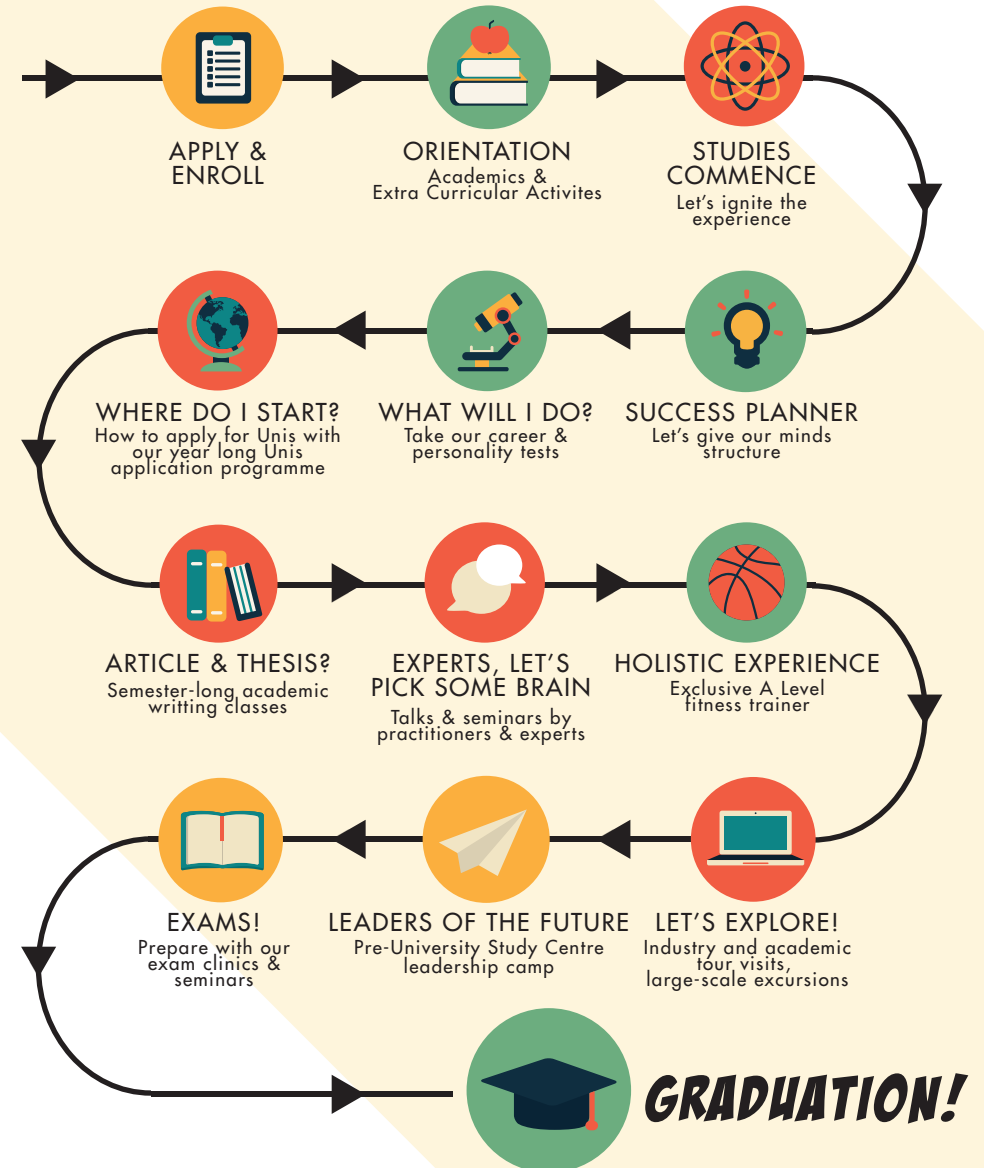 APPLY &
ENROLL
ORIENTATION
Academics &
Extra Curricular Activites
STUDIES
COMMENCE
Let's ignite the
experience
WHERE DO I START?
How to apply for Unis with
our year long Unis
application programme
WHAT WILL I DO?
Take our career &
personality tests
SUCCESS PLANNER
Let's give our minds
structure
ARTICLE & THESIS?
Semester-long academic
writting classes
EXPERTS, LET'S
PICK SOME BRAIN
Talks & seminars by
practitioners & experts
HOLISTIC EXPERIENCE
Exclusive A Level
fitness trainer
EXAMS!
Prepare with our
exam clinics &
seminars
LEADERS OF THE FUTURE
Pre-University Study Centre
leadership camp
LET'S EXPLORE!
Industry and academic
tour visits,
large-scale excursions
GRADUATION!